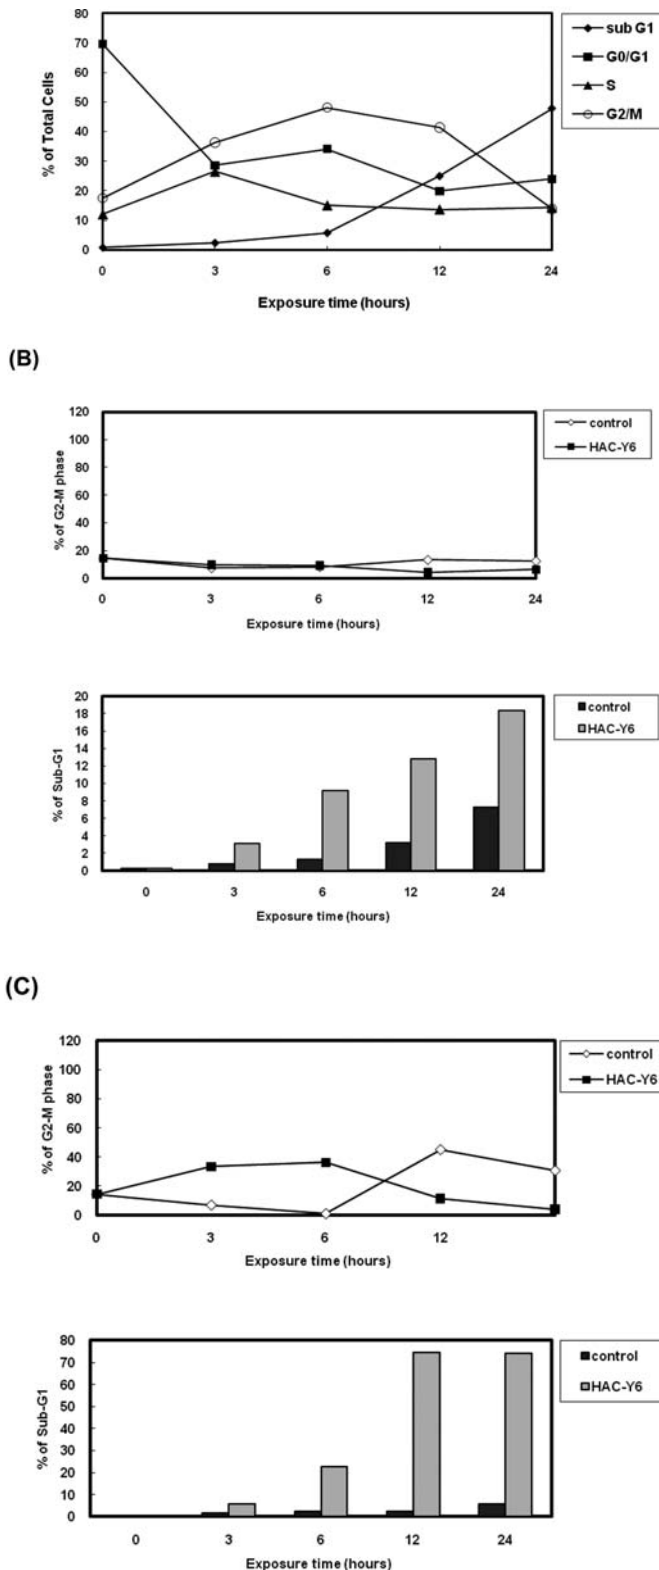 80
70
60
50
40
30
20
10
0
% of Total Cells
0 3 6 12 24
Exposure time (hours)
sub G1
G0/G1
S
G2/M
(B)
120
100
80
60
40
20
0
% of G2-M phase
0 3 6 12 24
Exposure time (hours)
control
HAC-Y6
20
18
16
14
12
10
8
6
4
2
0
% of Sub-G1
0 3 6 12 24
Exposure time (hours)
control
HAC-Y6
(C)
120
100
80
60
40
20
0
% of G2-M phase
0 3 6 12
Exposure time (hours)
control
HAC-Y6
80
70
60
50
40
30
20
10
0
% of Sub-G1
0 3 6 12 24
Exposure time (hours)
control
HAC-Y6